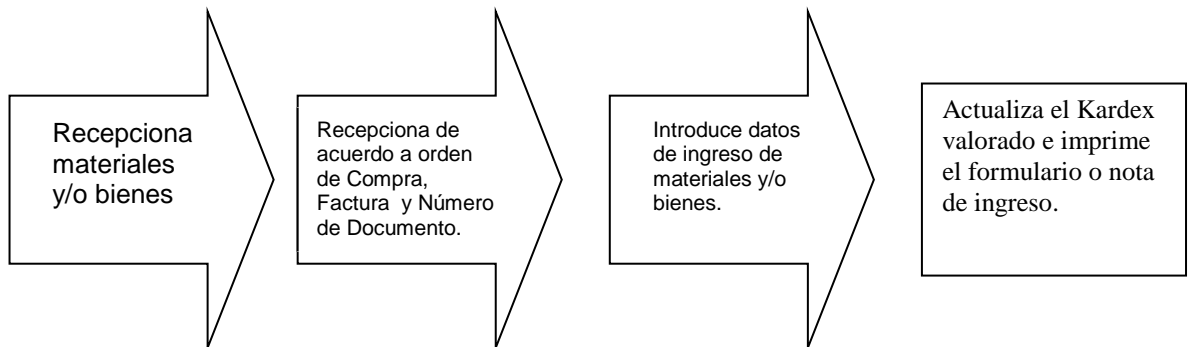 Recepciona
materiales
y/o bienes
Recepciona de
acuerdo a orden
de Compra,
Factura y Número
de Documento.
Introduce datos
de ingreso de
materiales y/o
bienes.
Actualiza el Kardex
valorado e imprime
el formulario o nota
de ingreso.